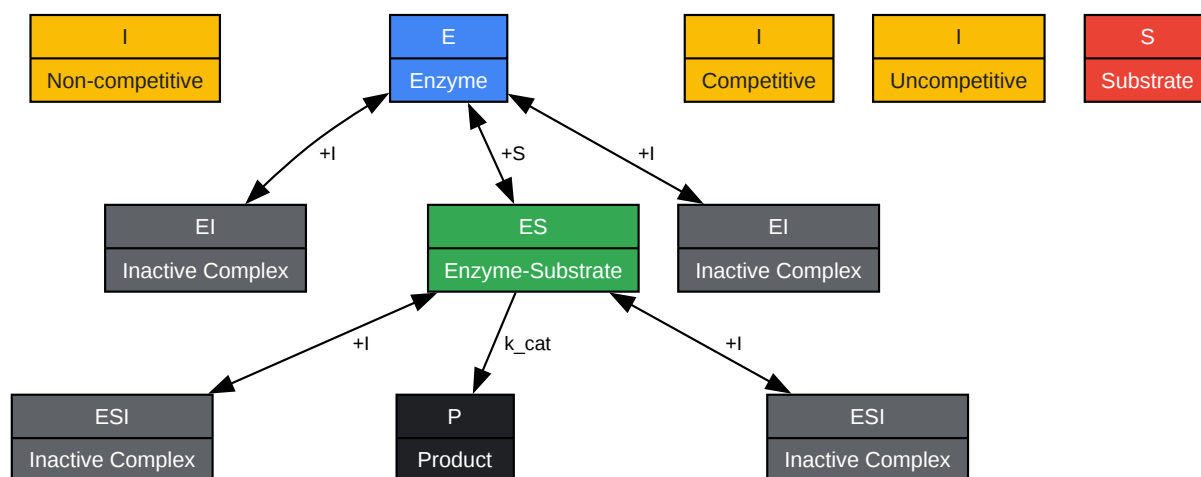 I
Non-competitive
E
Enzyme
I
Competitive
I
Uncompetitive
S
Substrate
+I
+S
+I
EI
Inactive Complex
ES
Enzyme-Substrate
EI
Inactive Complex
+I
k_cat
+I
ESI
Inactive Complex
P
Product
ESI
Inactive Complex